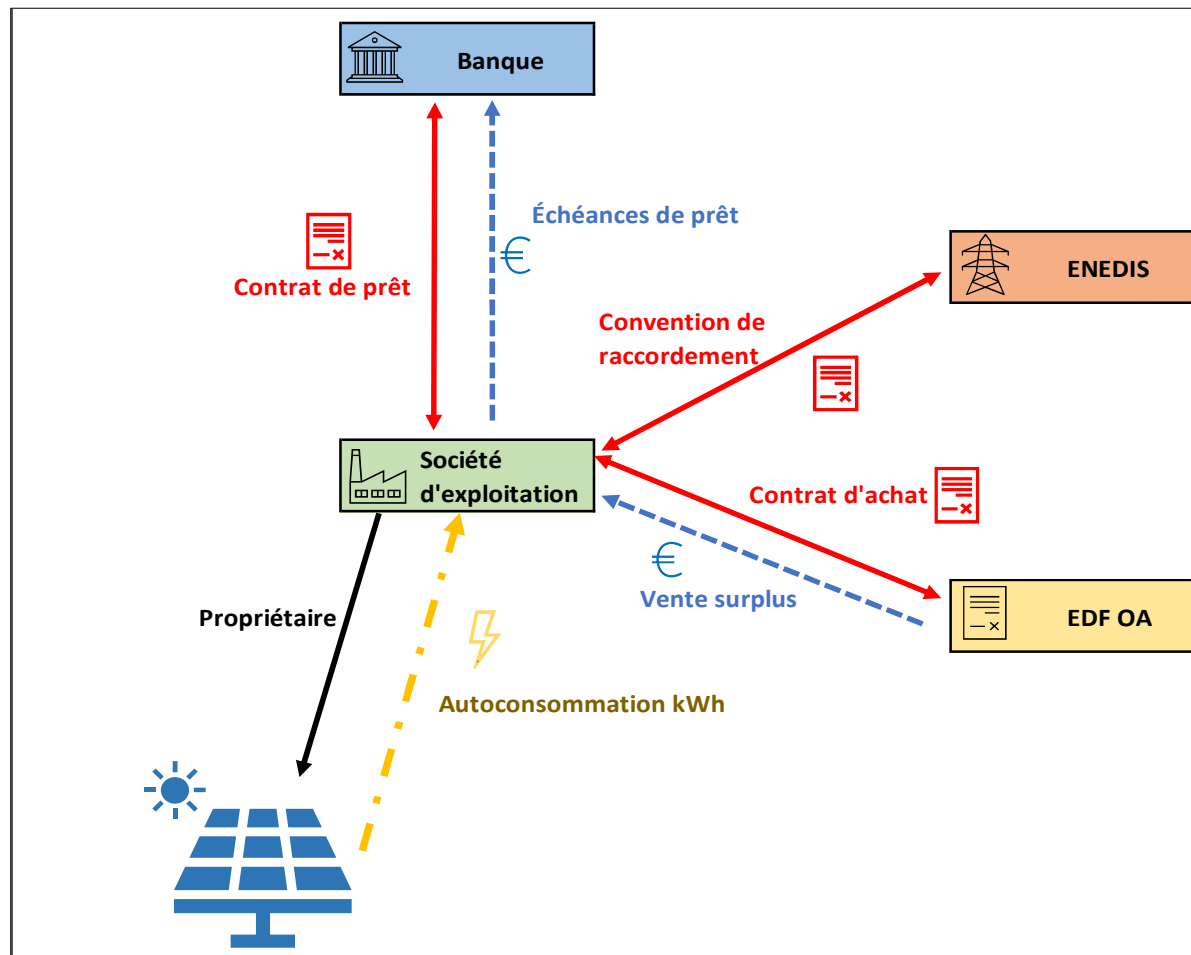 Banque
Échéances de prêt
Contrat de prêt
ENEDIS
Convention de
raccordement
Société
d'exploitation
Contrat d'achat
Vente surplus
EDF OA
Propriétaire
Autoconsommation kWh